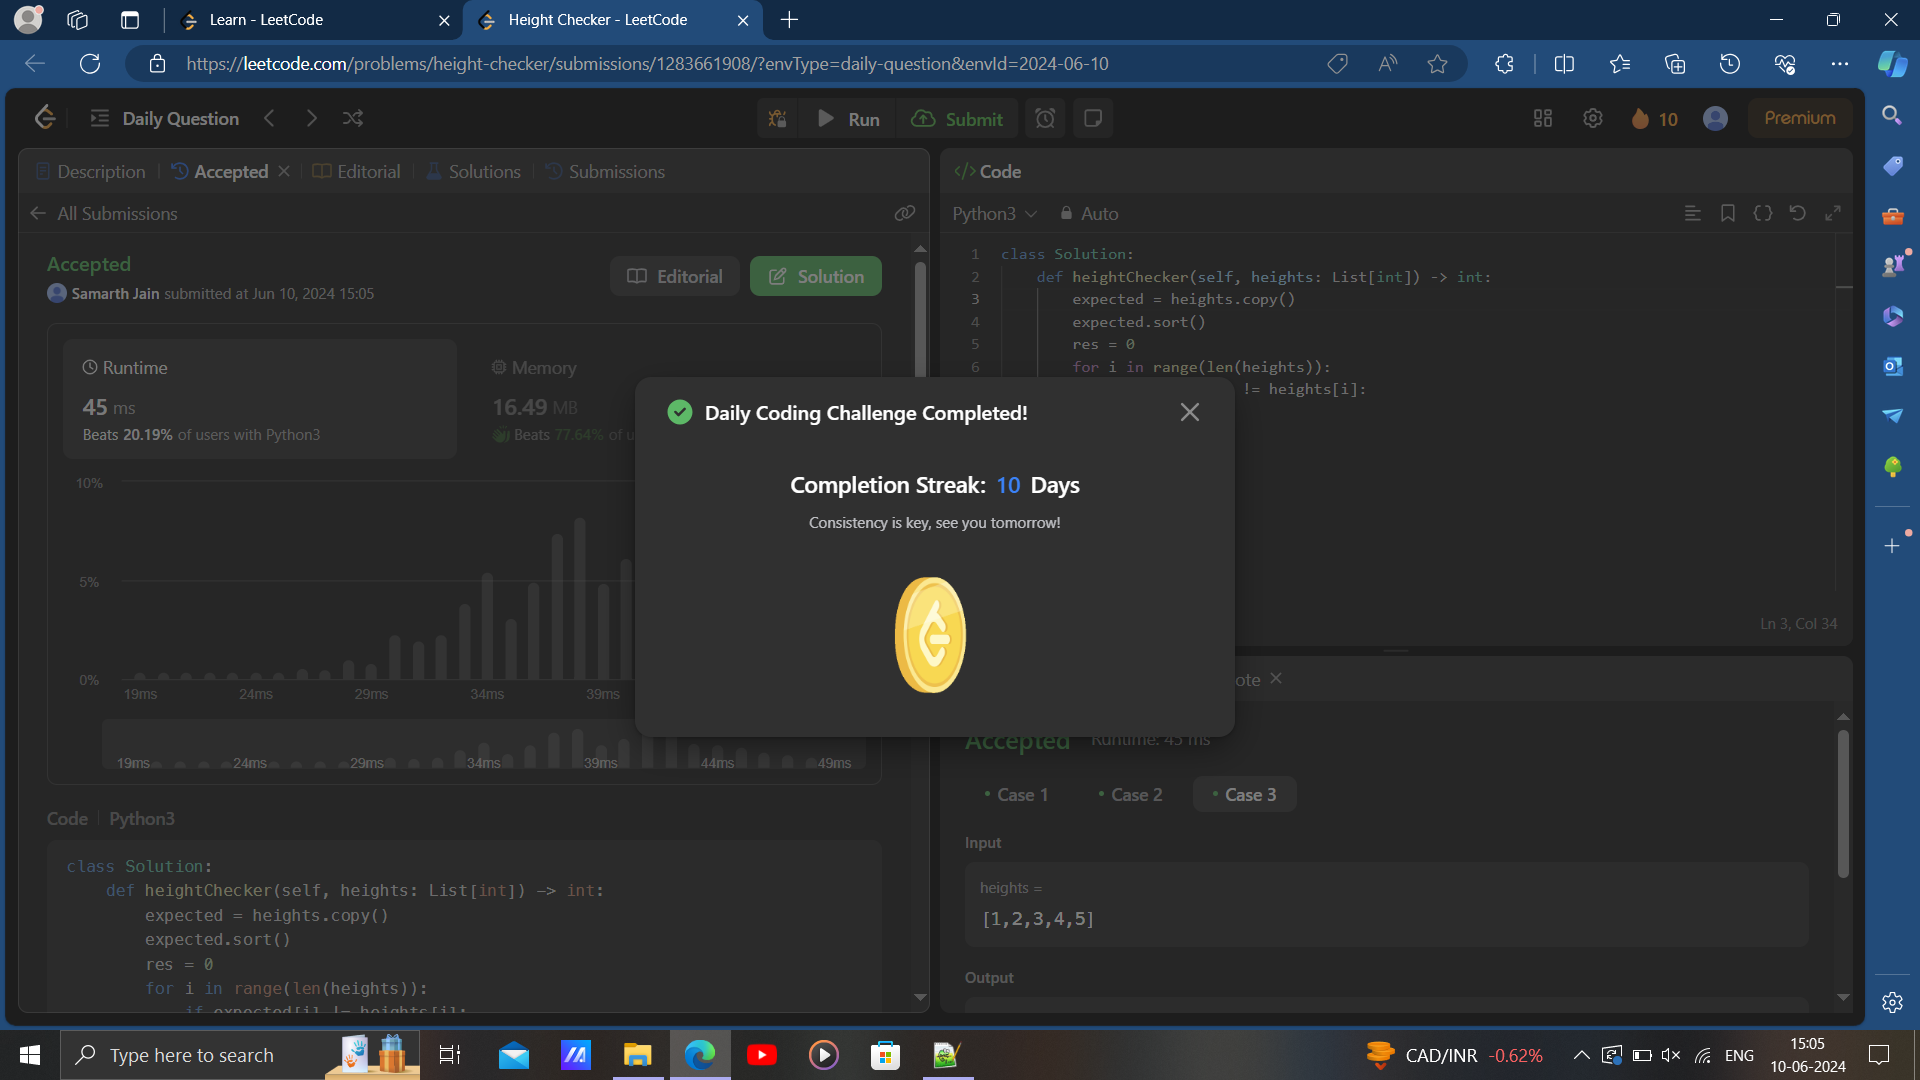 Learn - LeetCode
Height Checker - LeetCode
https://leetcode.com/problems/height-checker/submissions/1283661908/?envType=daily-question&envId=2024-06-10
Daily Question
Run
Submit
10
Premium
Description
Accepted
Editorial
Solutions
Submissions
All Submissions
Accepted
Samarth Jain submitted at Jun 10, 2024 15:05
Editorial
Solution
Runtime
45 ms
Beats 20.19% of users with Python3
Memory
16.49 MB
Beats 77.64% of u
10%
5%
0%
19ms 24ms 29ms 34ms 39ms
19ms 24ms 29ms 34ms 39ms 44ms 49ms
Code Python3
class Solution:
def heightChecker(self, heights: List[int]) -> int:
expected = heights.copy()
expected.sort()
res = 0
for i in range(len(heights)):
if expected[i] != heights[i]:
</> Code
Python3
Auto
1 class Solution:
2 def heightChecker(self, heights: List[int]) -> int:
3 expected = heights.copy()
4 expected.sort()
5 res = 0
6 for i in range(len(heights)):
!= heights[i]:
Ln 3, Col 34
Daily Coding Challenge Completed!
Completion Streak: 10 Days
Consistency is key, see you tomorrow!
ote
Accepted Runtime: 45 ms
Case 1
Case 2
Case 3
Input
heights =
[1,2,3,4,5]
Output
Type here to search
CAD/INR -0.62%
ENG
15:05
10-06-2024